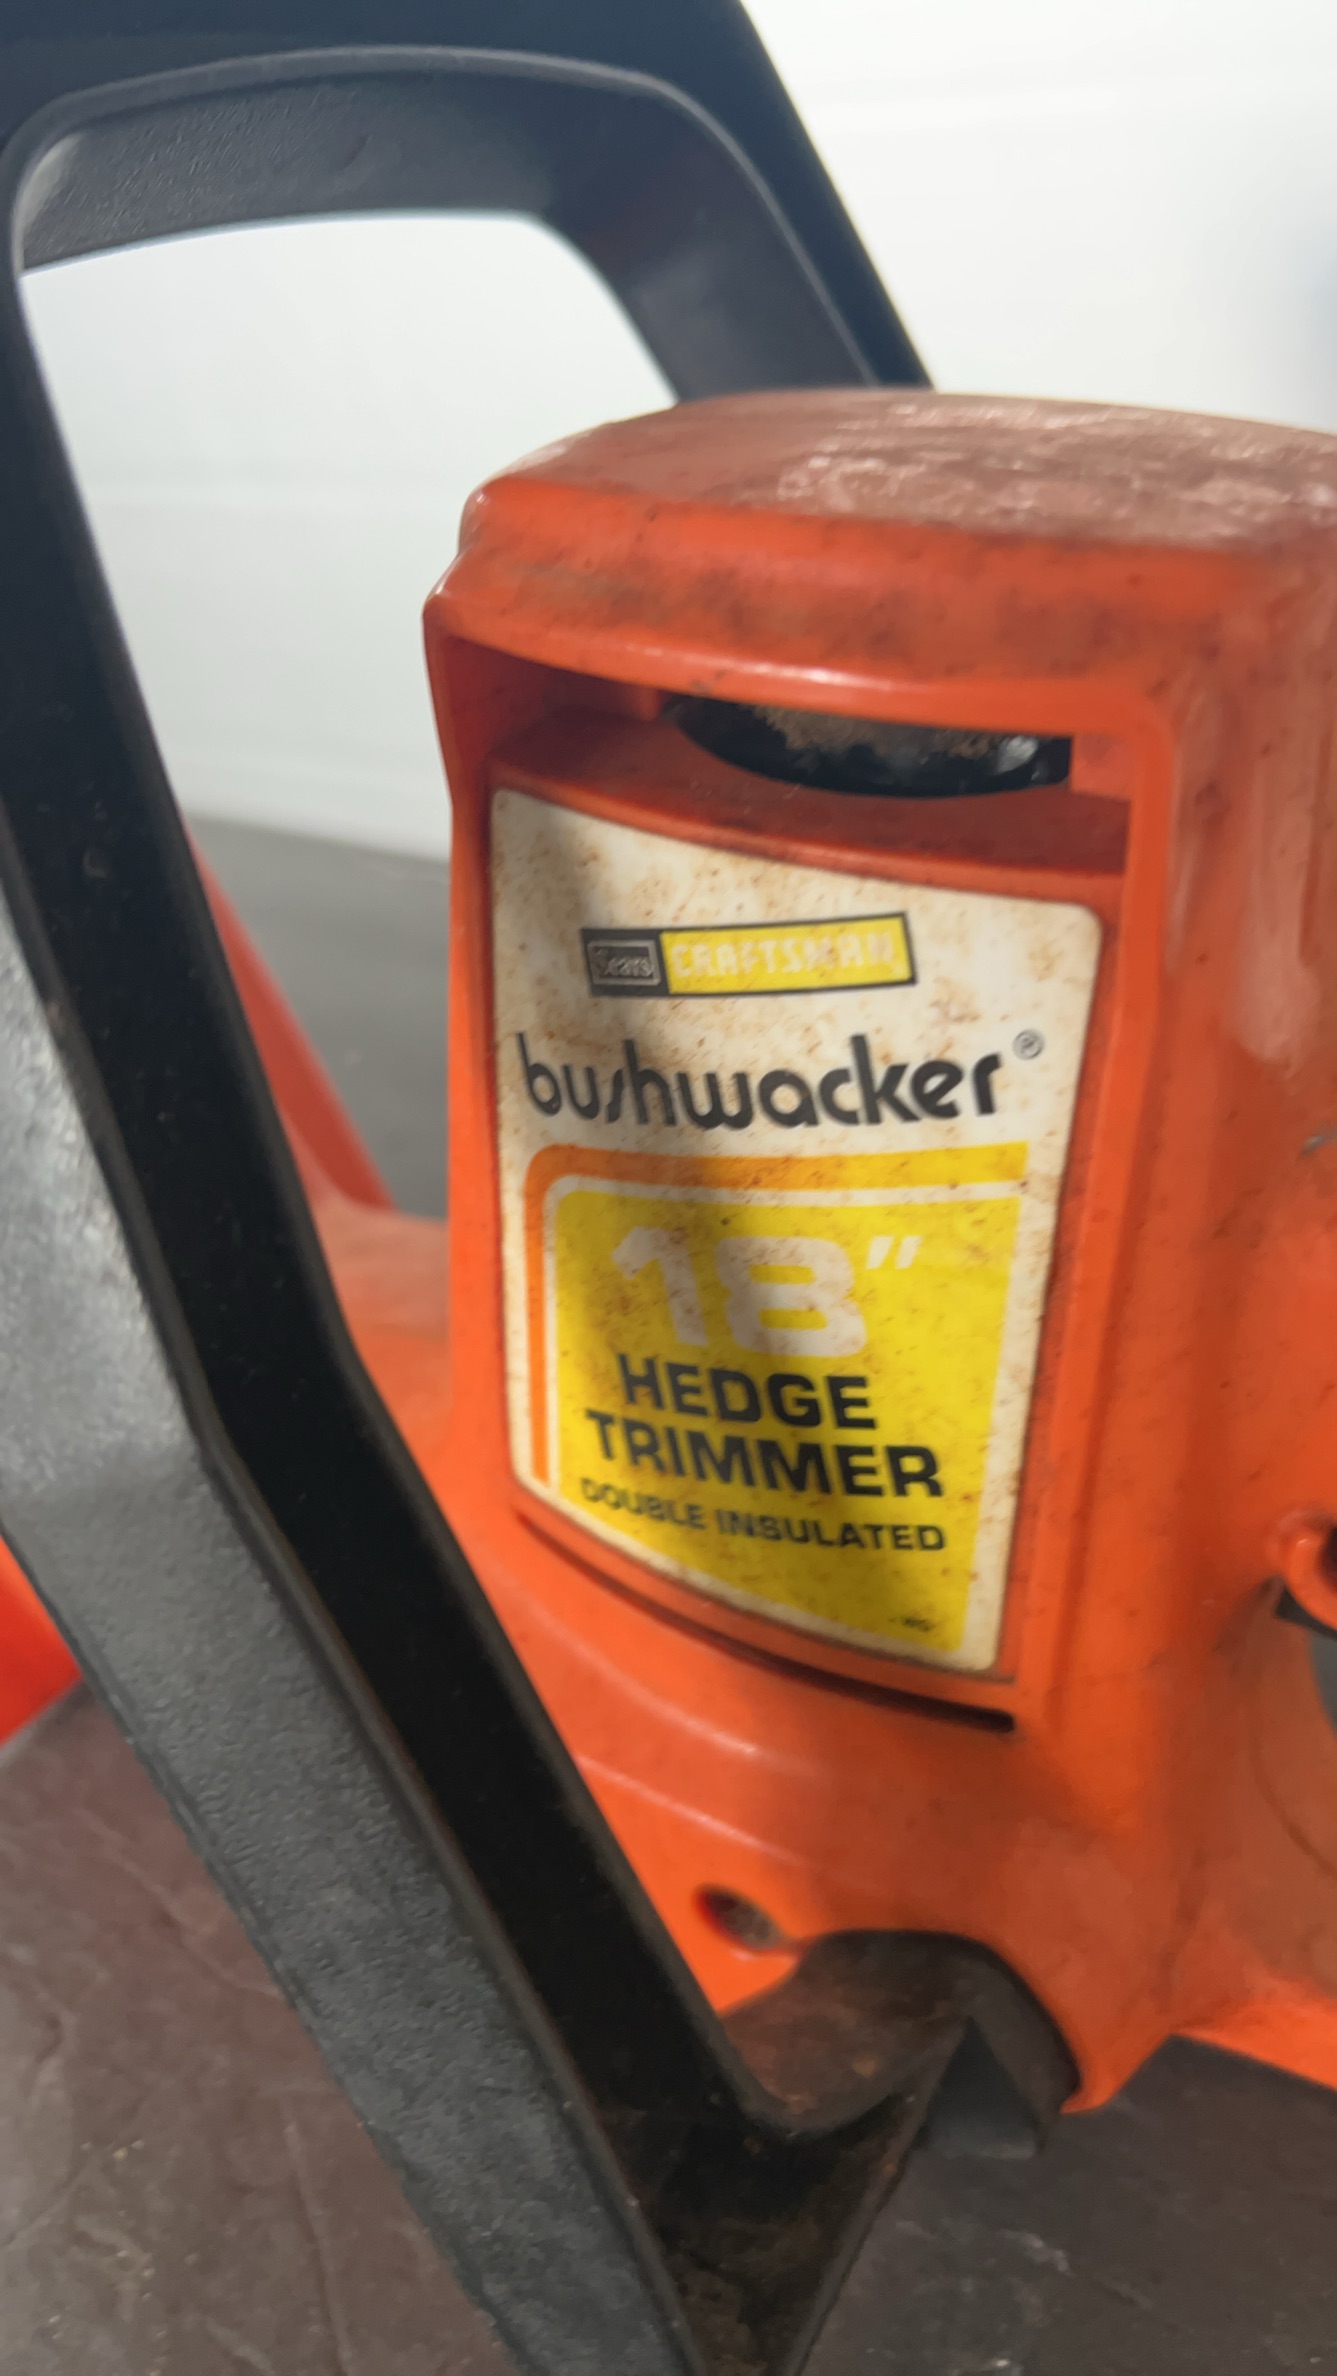 Sears CRAFTSMAN
bushwacker®
18"
HEDGE
TRIMMER
DOUBLE INSULATED